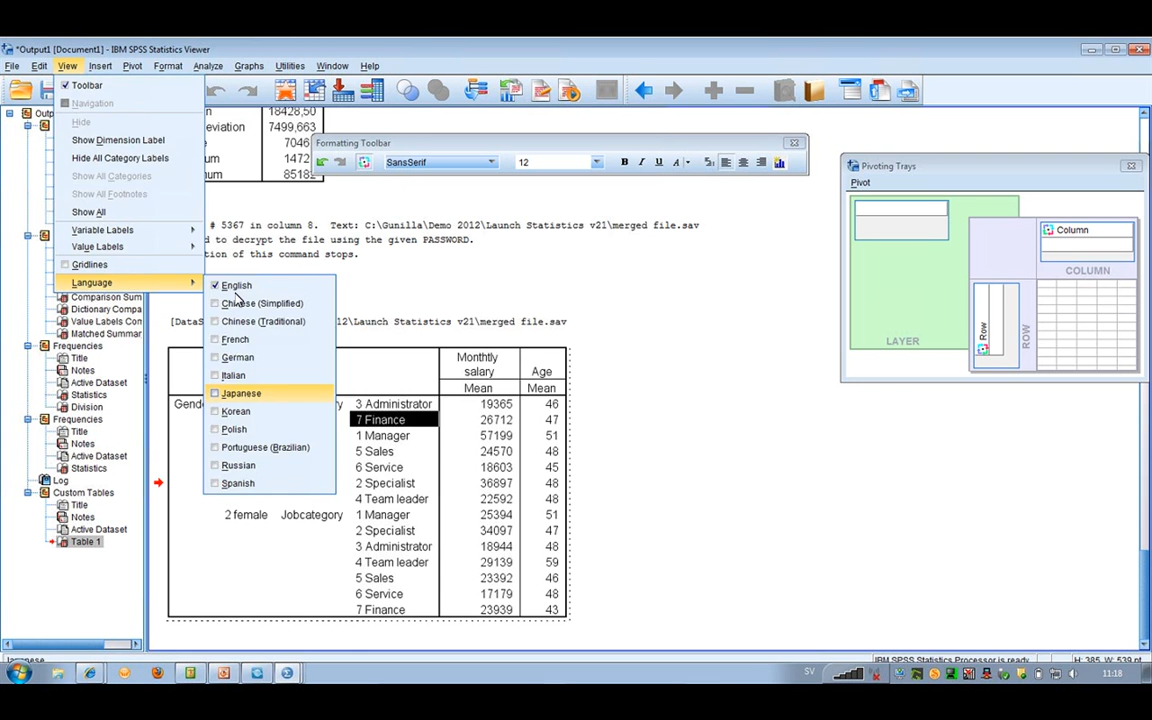 *Output1 [Document1] - IBM SPSS Statistics Viewer
File Edit View Insert Pivot Format Analyze Graphs Utilities Window Help
Toolbar
Navigation
Hide
Show Dimension Label
Hide All Category Labels
Show All Categories
Show All Footnotes
Show All
Variable Labels
Value Labels
Gridlines
Language
English
Chinese (Simplified)
Chinese (Traditional)
French
German
Italian
Japanese
Korean
Polish
Portuguese (Brazilian)
Russian
Spanish
18428,50
7499,663
Formatting Toolbar
SansSerif 12 B I U A
Pivoting Trays
Pivot
Column
COLUMN
Row
ROW
LAYER
# 5367 in column 8. Text: C:\Gunilla\Demo 2012\Launch Statistics v21\merged file.sav
d to decrypt the file using the given PASSWORD.
tion of this command stops.
12\Launch Statistics v21\merged file.sav
Monthtly salary Age
Mean Mean
3 Administrator 19365 46
7 Finance 26712 47
1 Manager 57199 51
5 Sales 24570 48
6 Service 18603 45
2 Specialist 36897 48
4 Team leader 22592 48
2 female Jobcategory 1 Manager 25394 51
2 Specialist 34097 47
3 Administrator 18944 48
4 Team leader 29139 59
5 Sales 23392 46
6 Service 17179 48
7 Finance 23939 43
Comparison Sum
Dictionary Compa
Value Labels Com
Matched Summar
Frequencies
Title
Notes
Active Dataset
Statistics
Division
Frequencies
Title
Notes
Active Dataset
Statistics
Log
Custom Tables
Title
Notes
Active Dataset
Table 1
IBM SPSS Statistics Processor is ready H: 385, W: 539 pt
SV 11:18